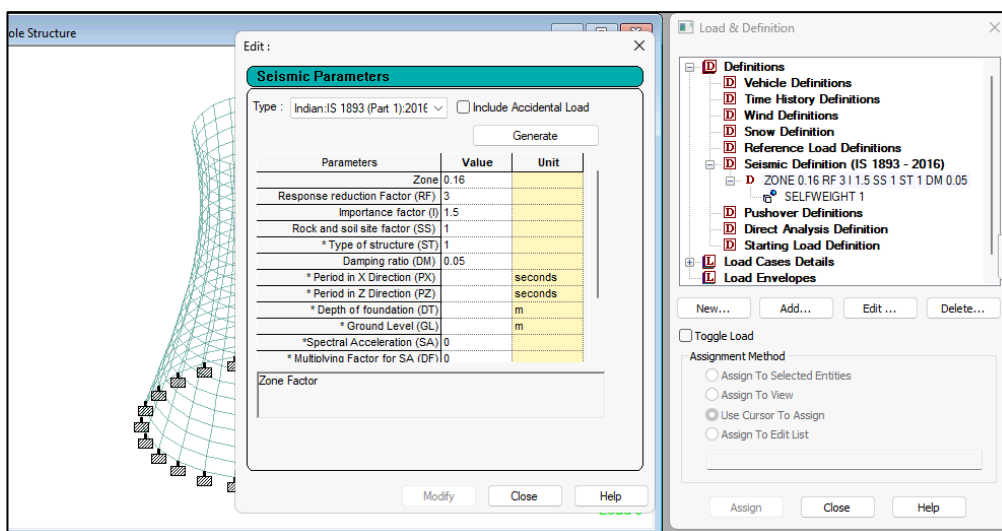 ole Structure
Edit :
Seismic Parameters
Type : Indian:IS 1893 (Part 1):2016 Include Accidental Load
Generate
Parameters Value Unit
Zone 0.16
Response reduction Factor (RF) 3
Importance factor (I) 1.5
Rock and soil site factor (SS) 1
* Type of structure (ST) 1
Damping ratio (DM) 0.05
* Period in X Direction (PX) seconds
* Period in Z Direction (PZ) seconds
* Depth of foundation (DT) m
* Ground Level (GL) m
*Spectral Acceleration (SA) 0
* Multiplying Factor for SA (DF) 0
Zone Factor
Modify Close Help
Load & Definition
D Definitions
D Vehicle Definitions
D Time History Definitions
D Wind Definitions
D Snow Definition
D Reference Load Definitions
D Seismic Definition (IS 1893 - 2016)
D ZONE 0.16 RF 3 I 1.5 SS 1 ST 1 DM 0.05
SELFWEIGHT 1
D Pushover Definitions
D Direct Analysis Definition
D Starting Load Definition
L Load Cases Details
L Load Envelopes
New... Add... Edit ... Delete...
Toggle Load
Assignment Method
Assign To Selected Entities
Assign To View
Use Cursor To Assign
Assign To Edit List
Assign Close Help